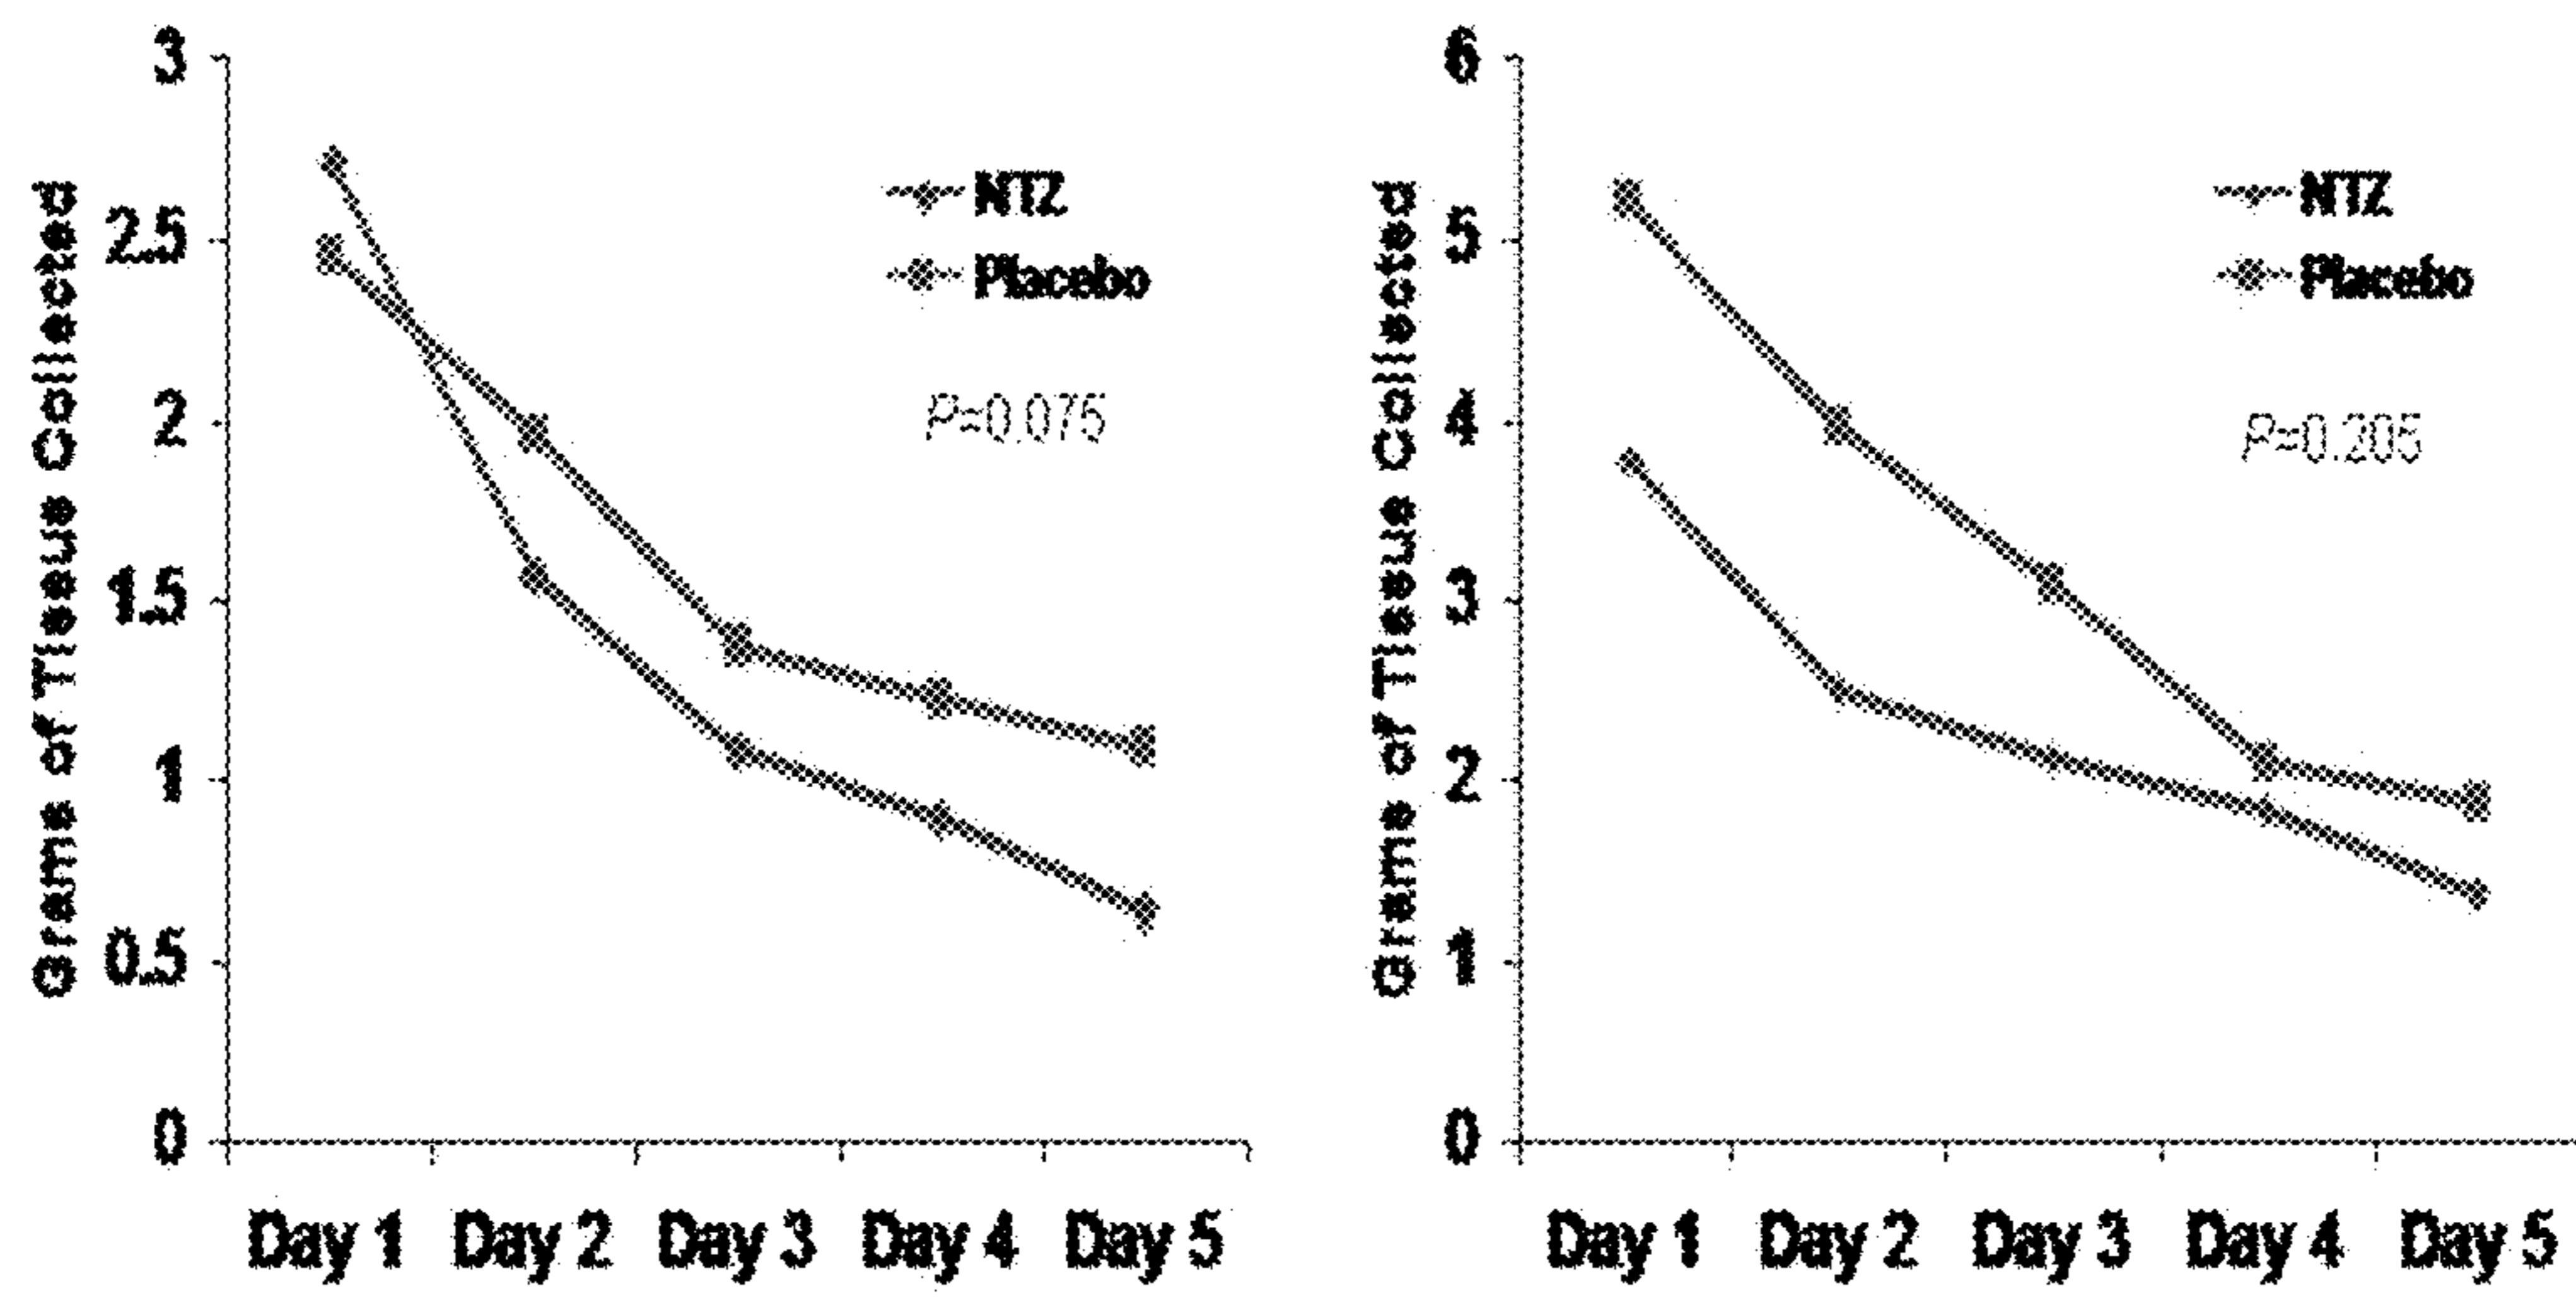 Grams of Tissue Collected
3
2.5
2
1.5
1
0.5
0
NTZ
Placebo
P=0.075
Day 1 Day 2 Day 3 Day 4 Day 5
Grams of Tissue Collected
6
5
4
3
2
1
0
NTZ
Placebo
P=0.205
Day 1 Day 2 Day 3 Day 4 Day 5